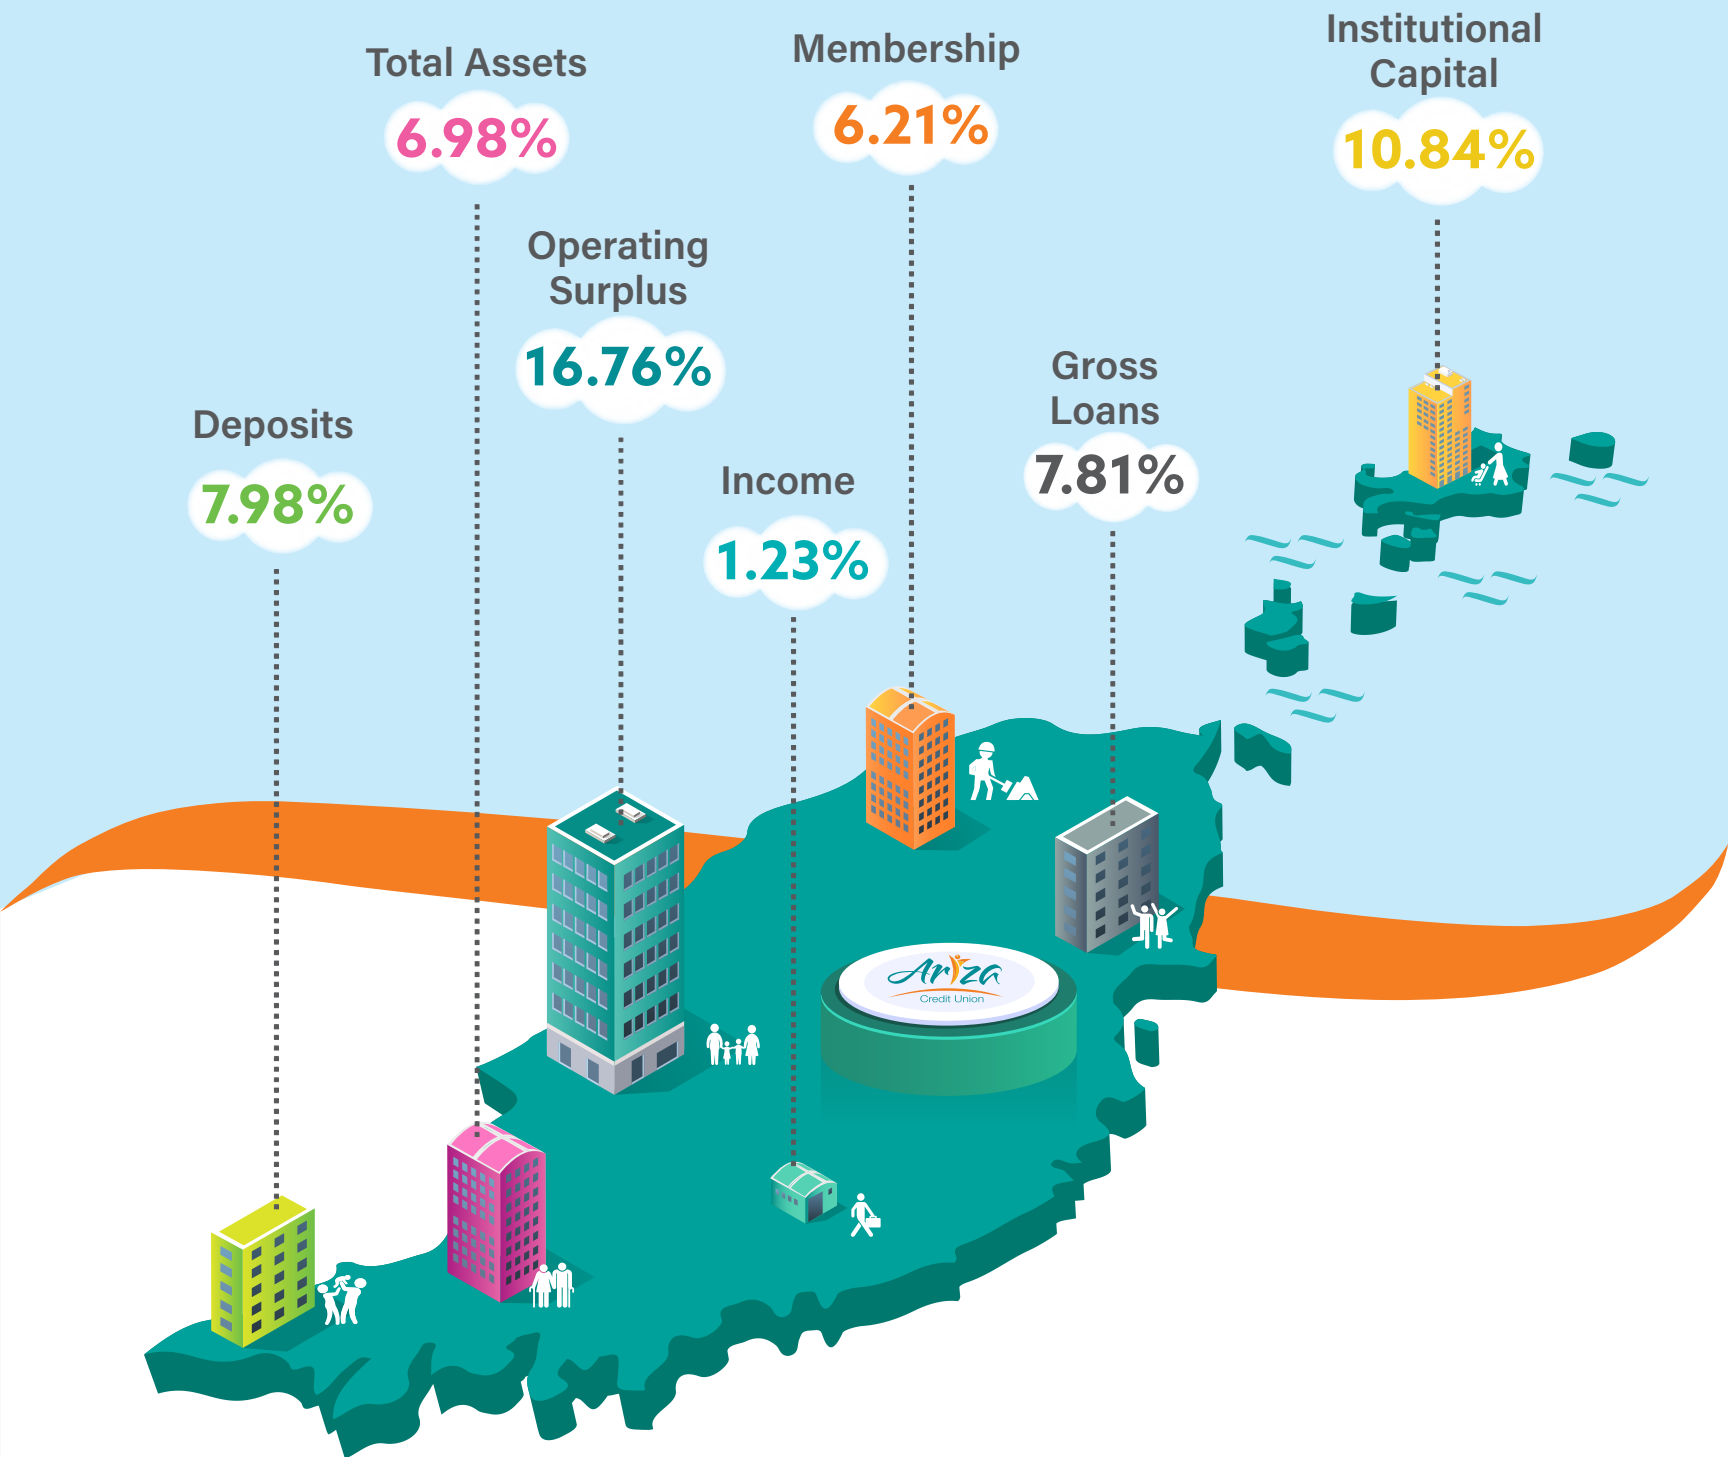 Institutional
Capital
10.84%
Membership
6.21%
Total Assets
6.98%
Operating
Surplus
16.76%
Gross
Loans
7.81%
Deposits
7.98%
Income
1.23%
Ariza
Credit Union